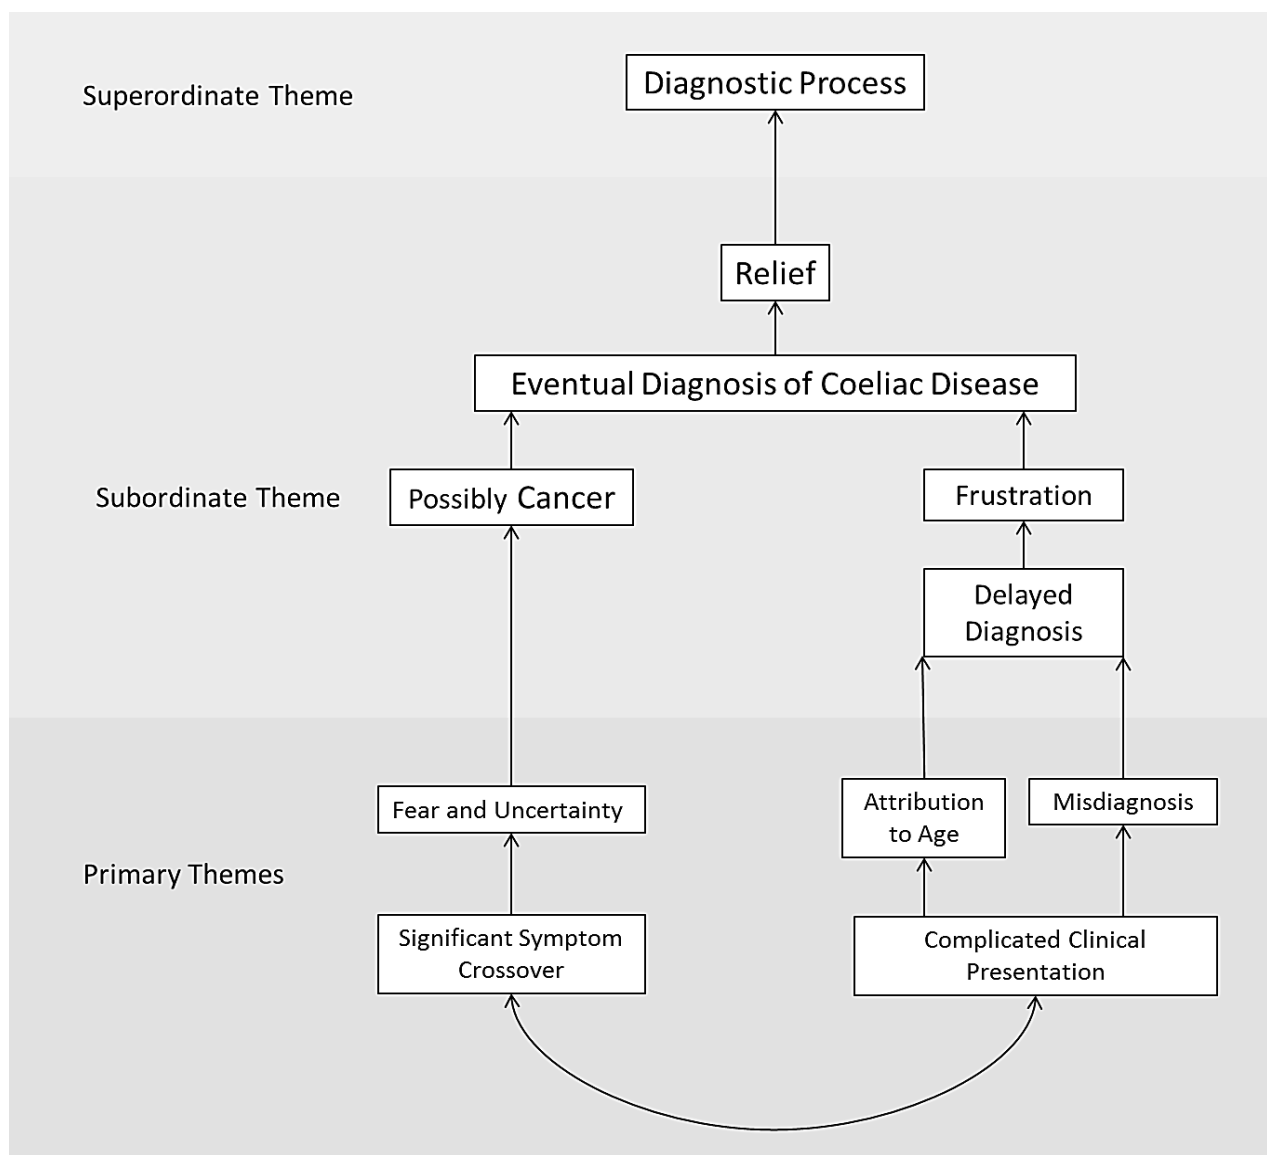 Superordinate Theme
Diagnostic Process
Relief
Eventual Diagnosis of Coeliac Disease
Subordinate Theme
Possibly Cancer
Frustration
Delayed
Diagnosis
Primary Themes
Fear and Uncertainty
Attribution
to Age
Misdiagnosis
Significant Symptom
Crossover
Complicated Clinical
Presentation